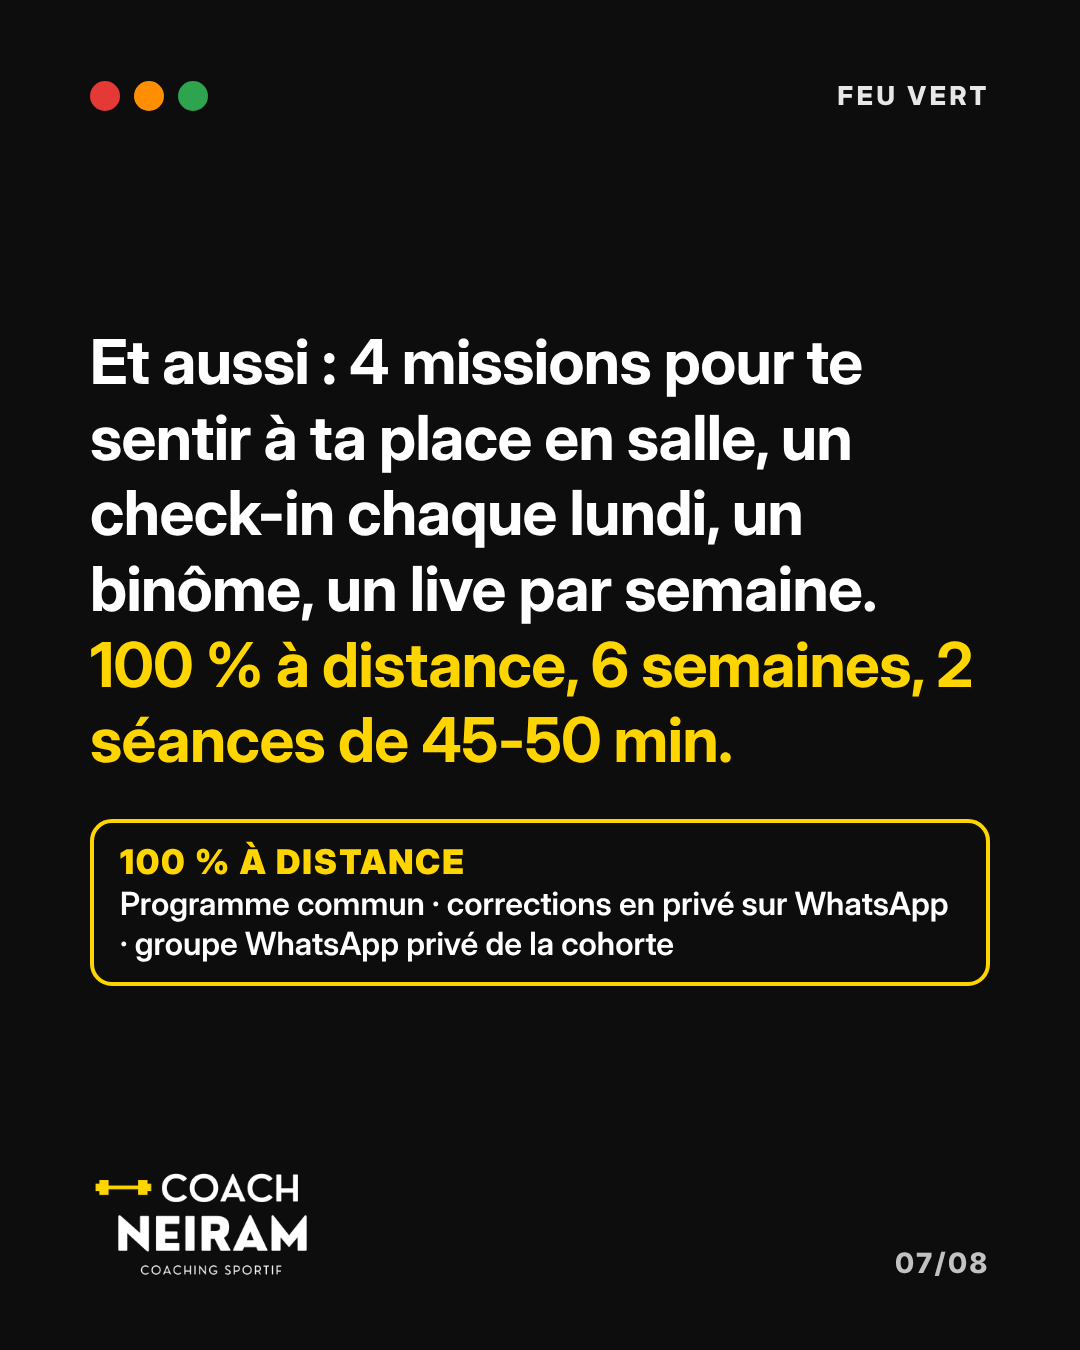 FEU VERT
Et aussi : 4 missions pour te
sentir à ta place en salle, un
check-in chaque lundi, un
binôme, un live par semaine.
100 % à distance, 6 semaines, 2
séances de 45-50 min.
100 % À DISTANCE
Programme commun · corrections en privé sur WhatsApp
· groupe WhatsApp privé de la cohorte
COACH
NEIRAM
COACHING SPORTIF
07/08